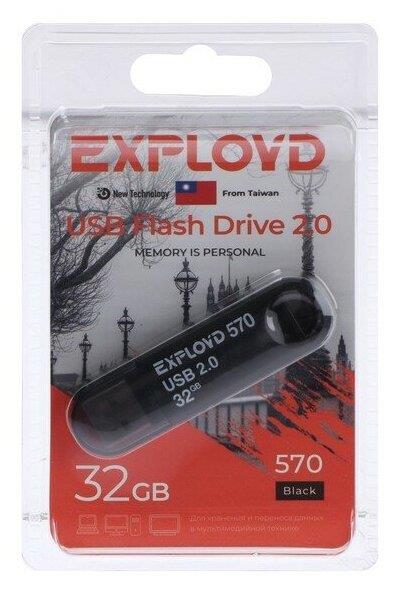 EXPLOYD
New Technology From Taiwan
USB Flash Drive 2.0
MEMORY IS PERSONAL
EXPLOYD 570
USB 2.0
32GB
32GB
570
Black
Для хранения и переноса данных
в мультимедийной технике